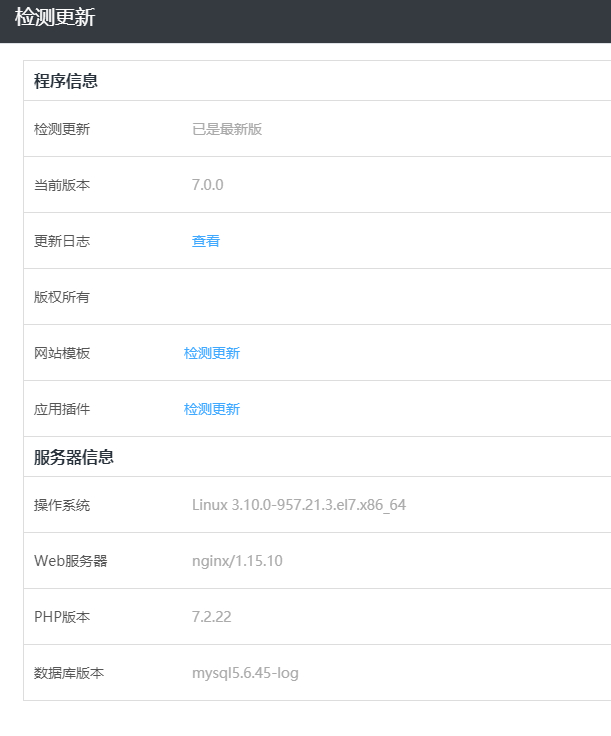 检测更新
程序信息
检测更新 已是最新版
当前版本 7.0.0
更新日志 查看
版权所有
网站模板 检测更新
应用插件 检测更新
服务器信息
操作系统 Linux 3.10.0-957.21.3.el7.x86_64
Web服务器 nginx/1.15.10
PHP版本 7.2.22
数据库版本 mysql5.6.45-log